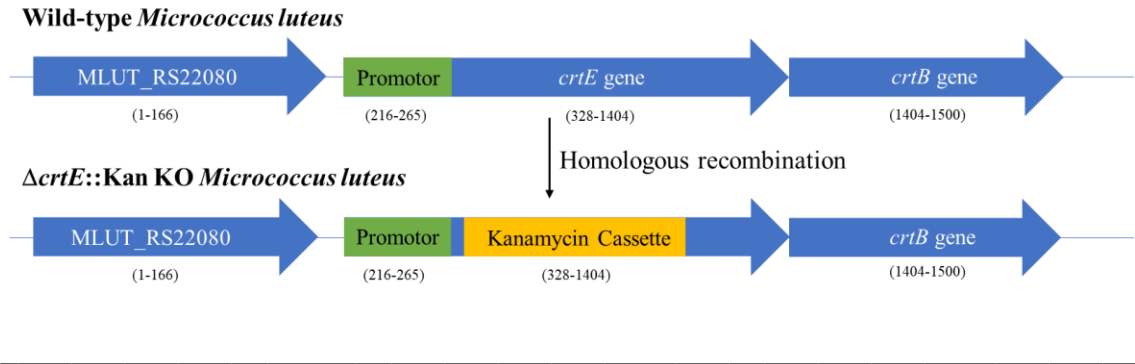 Wild-type Micrococcus luteus
MLUT_RS22080 Promotor crtE gene crtB gene
(1-166) (216-265) (328-1404) (1404-1500)
Homologous recombination
ΔcrtE::Kan KO Micrococcus luteus
MLUT_RS22080 Promotor Kanamycin Cassette crtB gene
(1-166) (216-265) (328-1404) (1404-1500)